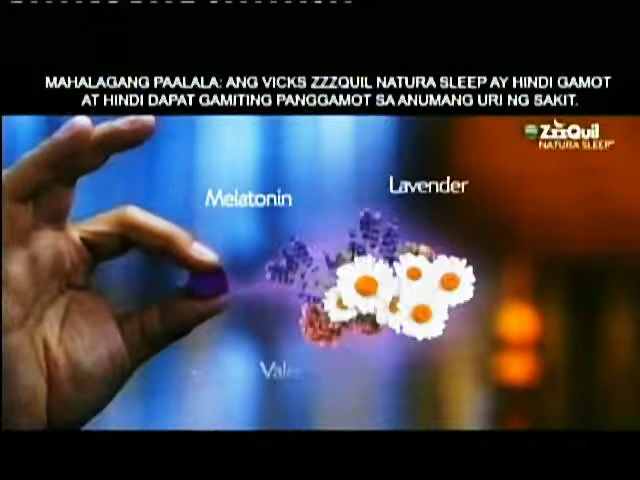 MAHALAGANG PAALALA: ANG VICKS ZZZQUIL NATURA SLEEP AY HINDI GAMOT
AT HINDI DAPAT GAMITING PANGGAMOT SA ANUMANG URI NG SAKIT.
ZzzQuil
NATURA SLEEP
Lavender
Melatonin